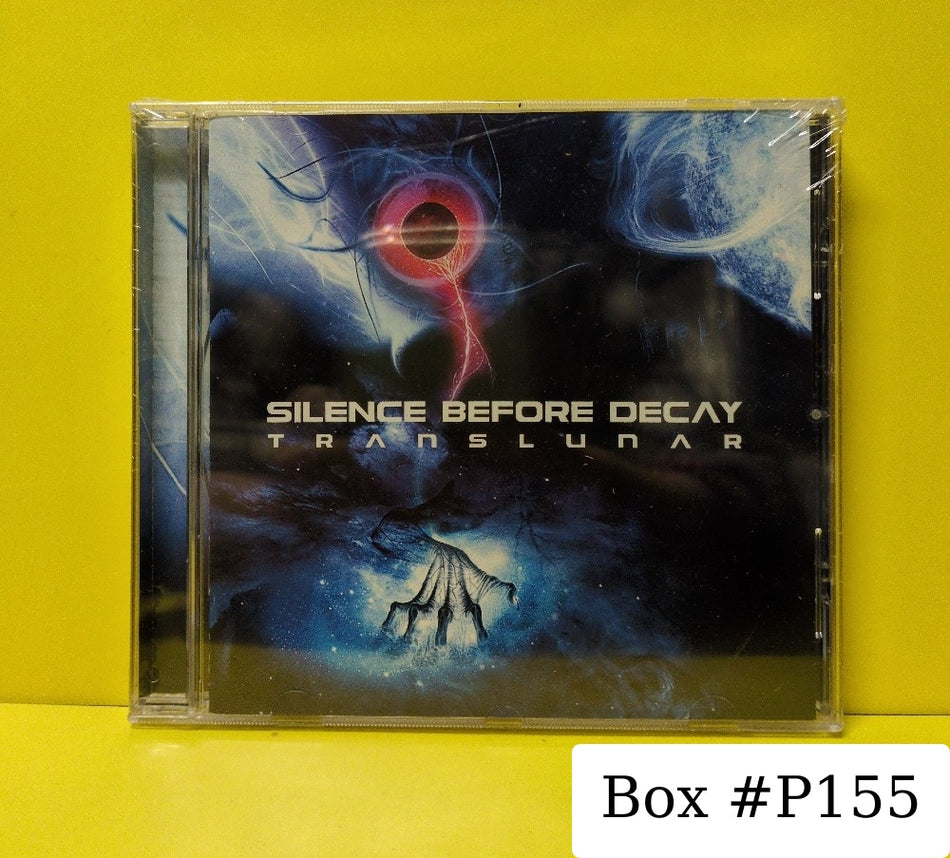 SILENCE BEFORE DECAY
TRANSLUNAR
Box #P155